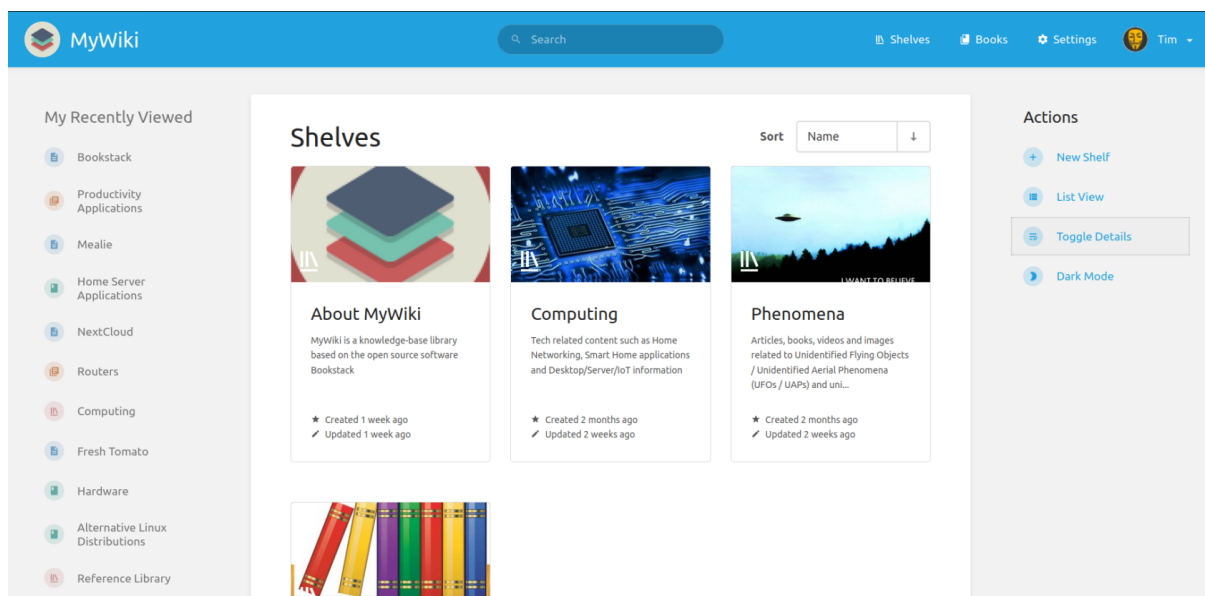 MyWiki
Search
Shelves
Books
Settings
Tim
My Recently Viewed
Bookstack
Productivity
Applications
Mealie
Home Server
Applications
NextCloud
Routers
Computing
Fresh Tomato
Hardware
Alternative Linux
Distributions
Reference Library
Shelves
Sort
Name
About MyWiki
MyWiki is a knowledge-base library
based on the open source software
Bookstack
Created 1 week ago
Updated 1 week ago
Computing
Tech related content such as Home
Networking, Smart Home applications
and Desktop/Server/IoT information
Created 2 months ago
Updated 2 weeks ago
I WANT TO BELIEVE
Phenomena
Articles, books, videos and images
related to Unidentified Flying Objects
/ Unidentified Aerial Phenomena
(UFOs / UAPs) and uni...
Created 2 months ago
Updated 2 weeks ago
Actions
New Shelf
List View
Toggle Details
Dark Mode